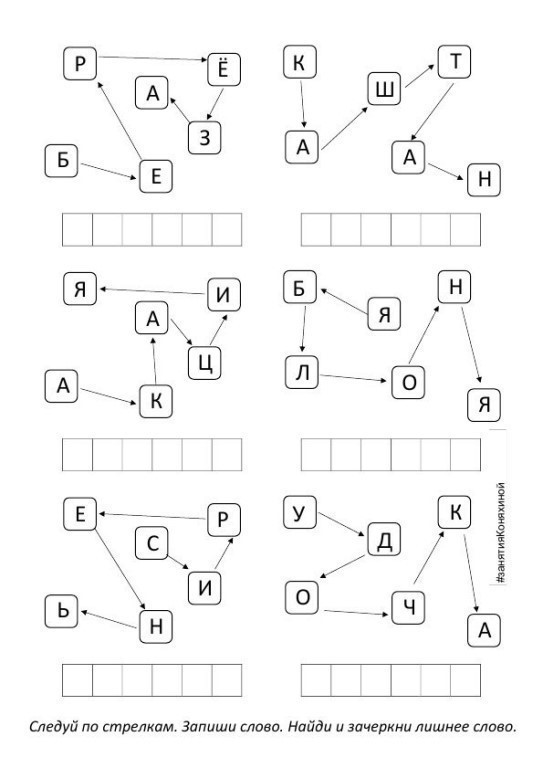 Р Ё
А
З
Б Е
К Т
Ш
А А
Н
Я И
А
Ц
А К
Б Н
Я
Л О
Я
Е Р
С
И
Ь Н
У К
Д
О Ч
А
#занятияКоняхиной
Следуй по стрелкам. Запиши слово. Найди и зачеркни лишнее слово.